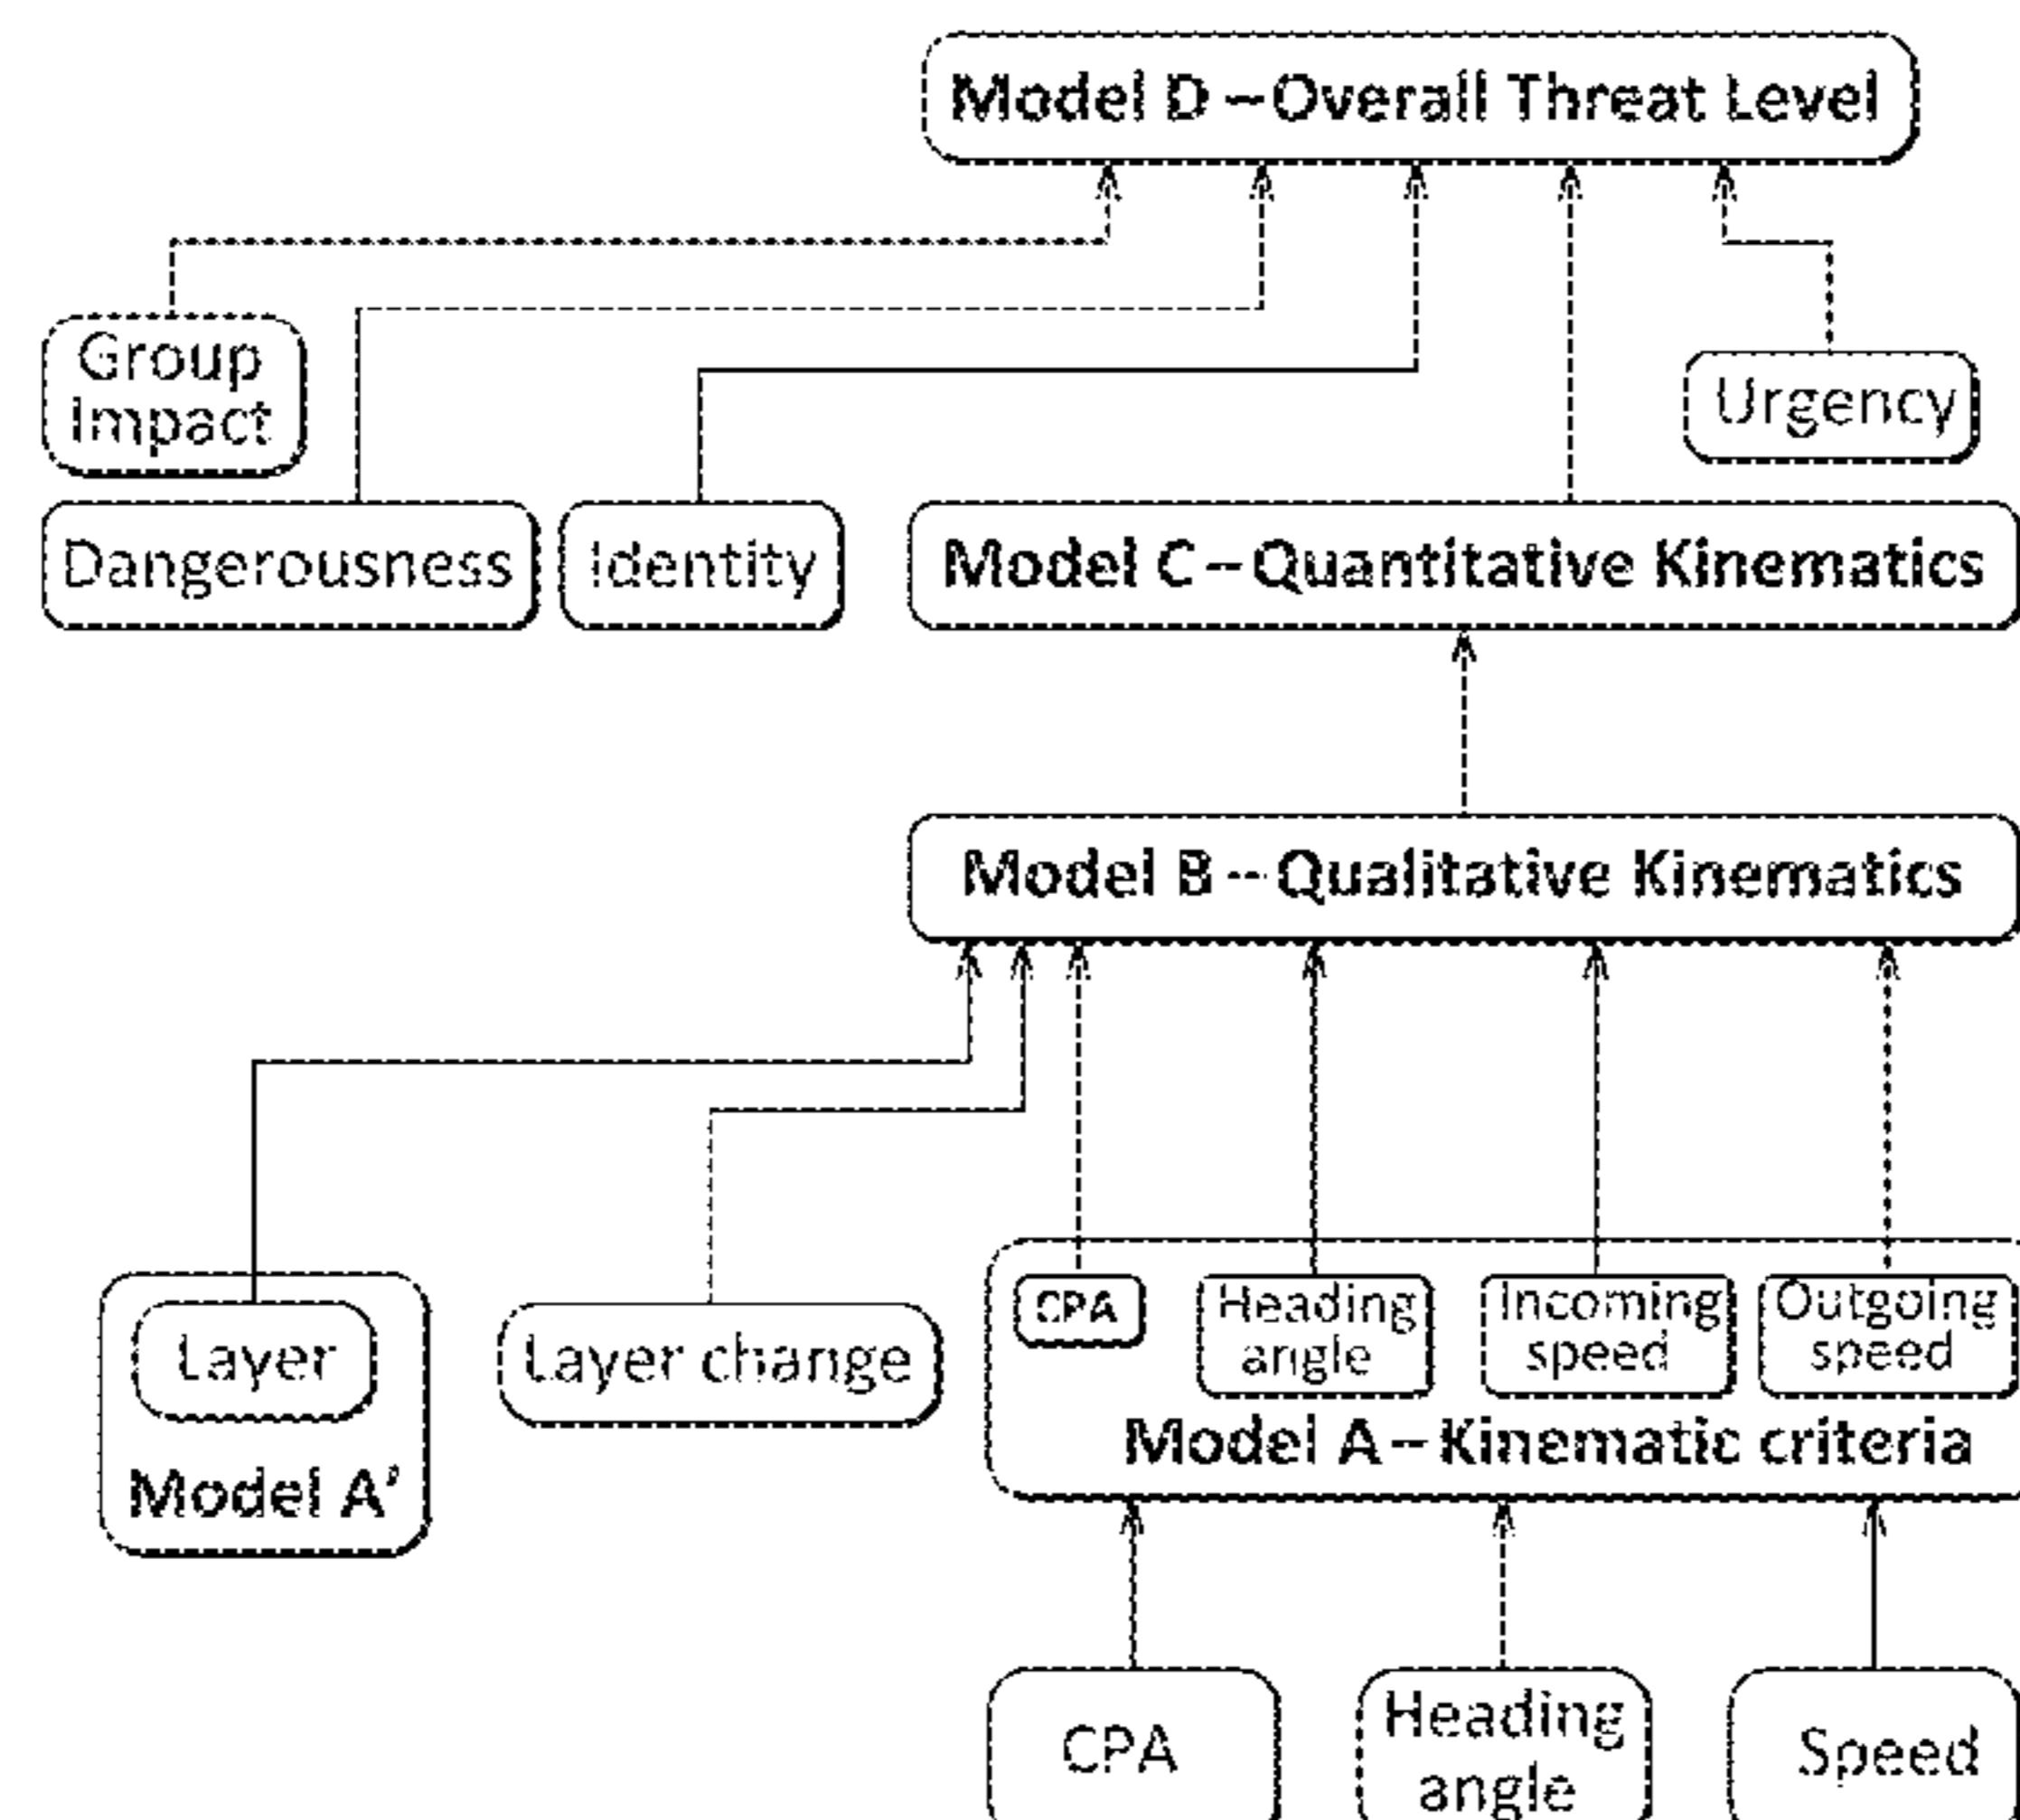 Model D – Overall Threat Level
Group
Impact
Urgency
Dangerousness
Identity
Model C – Quantitative Kinematics
Model B – Qualitative Kinematics
CPA
Heading
angle
Incoming
speed
Outgoing
speed
Layer
Layer change
Model A – Kinematic criteria
Model A'
CPA
Heading
angle
Speed